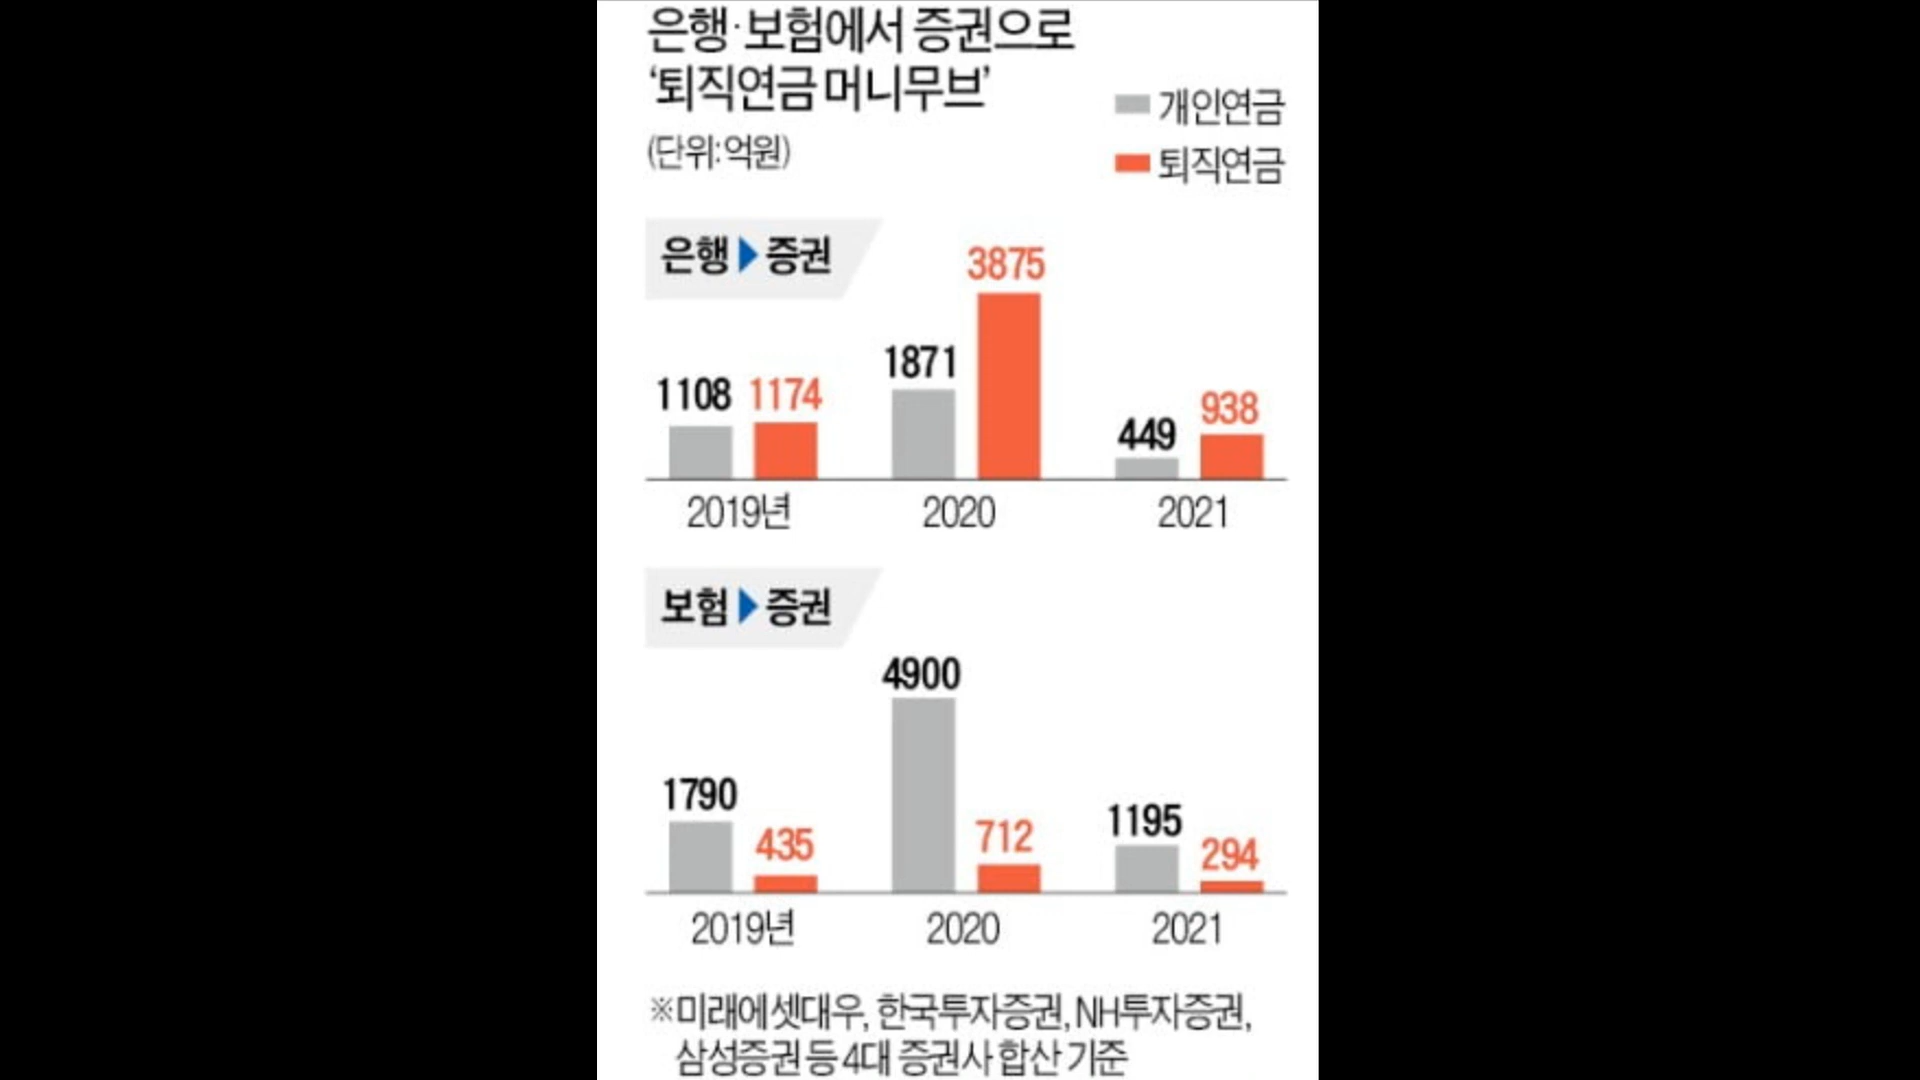 은행·보험에서 증권으로
‘퇴직연금 머니무브’
(단위:억원)
개인연금
퇴직연금
은행▶증권
3875
1871
1108 1174
938
449
2019년 2020 2021
보험▶증권
4900
1790
1195
712
435
294
2019년 2020 2021
※미래에셋대우, 한국투자증권, NH투자증권,
삼성증권 등 4대 증권사 합산 기준